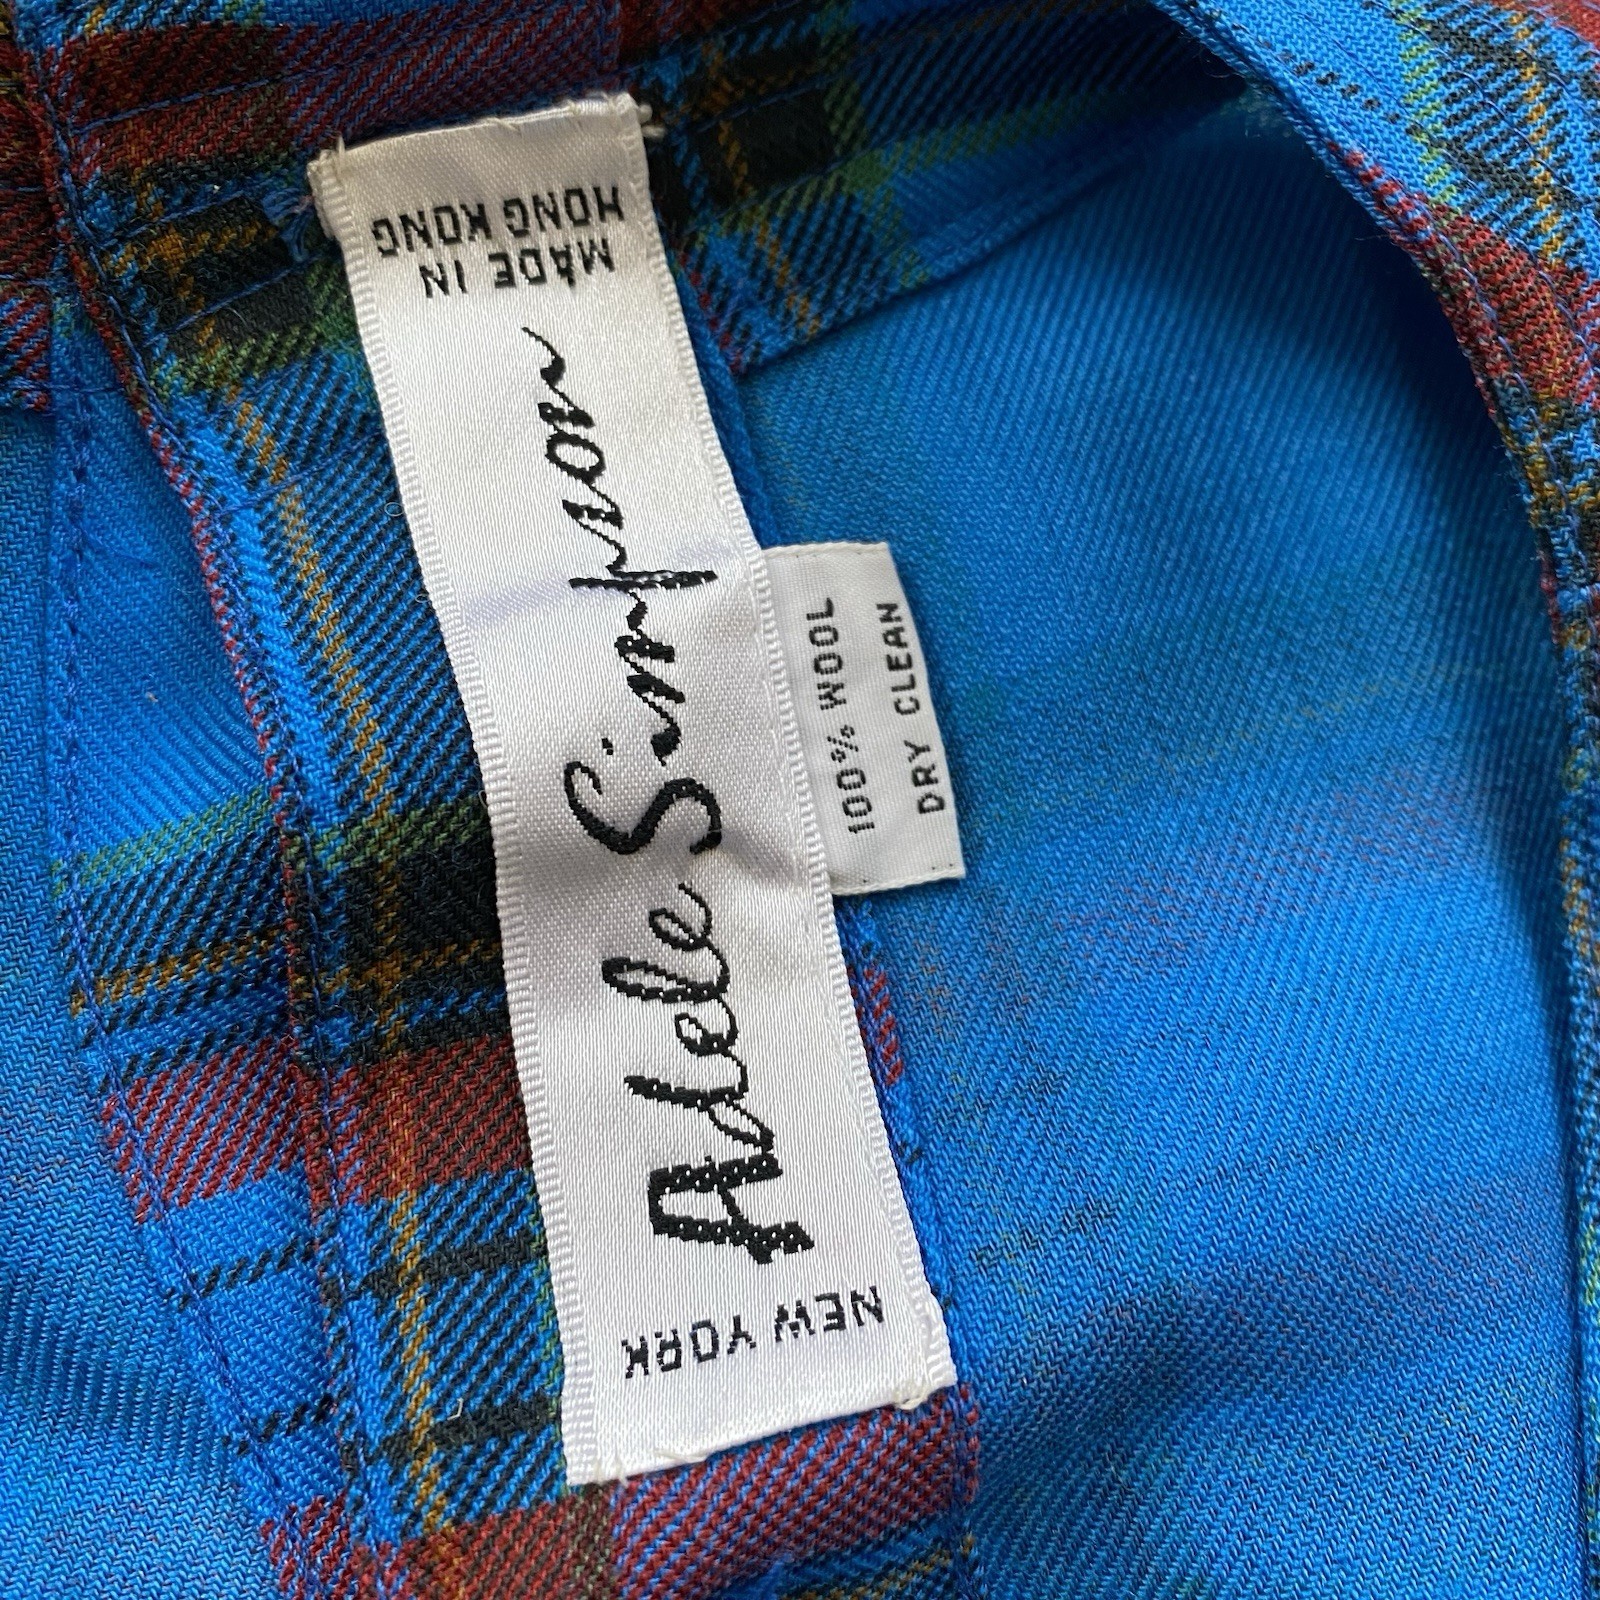 NEW YORK
Adele Simpson
MADE IN
HONG KONG
100% WOOL
DRY CLEAN